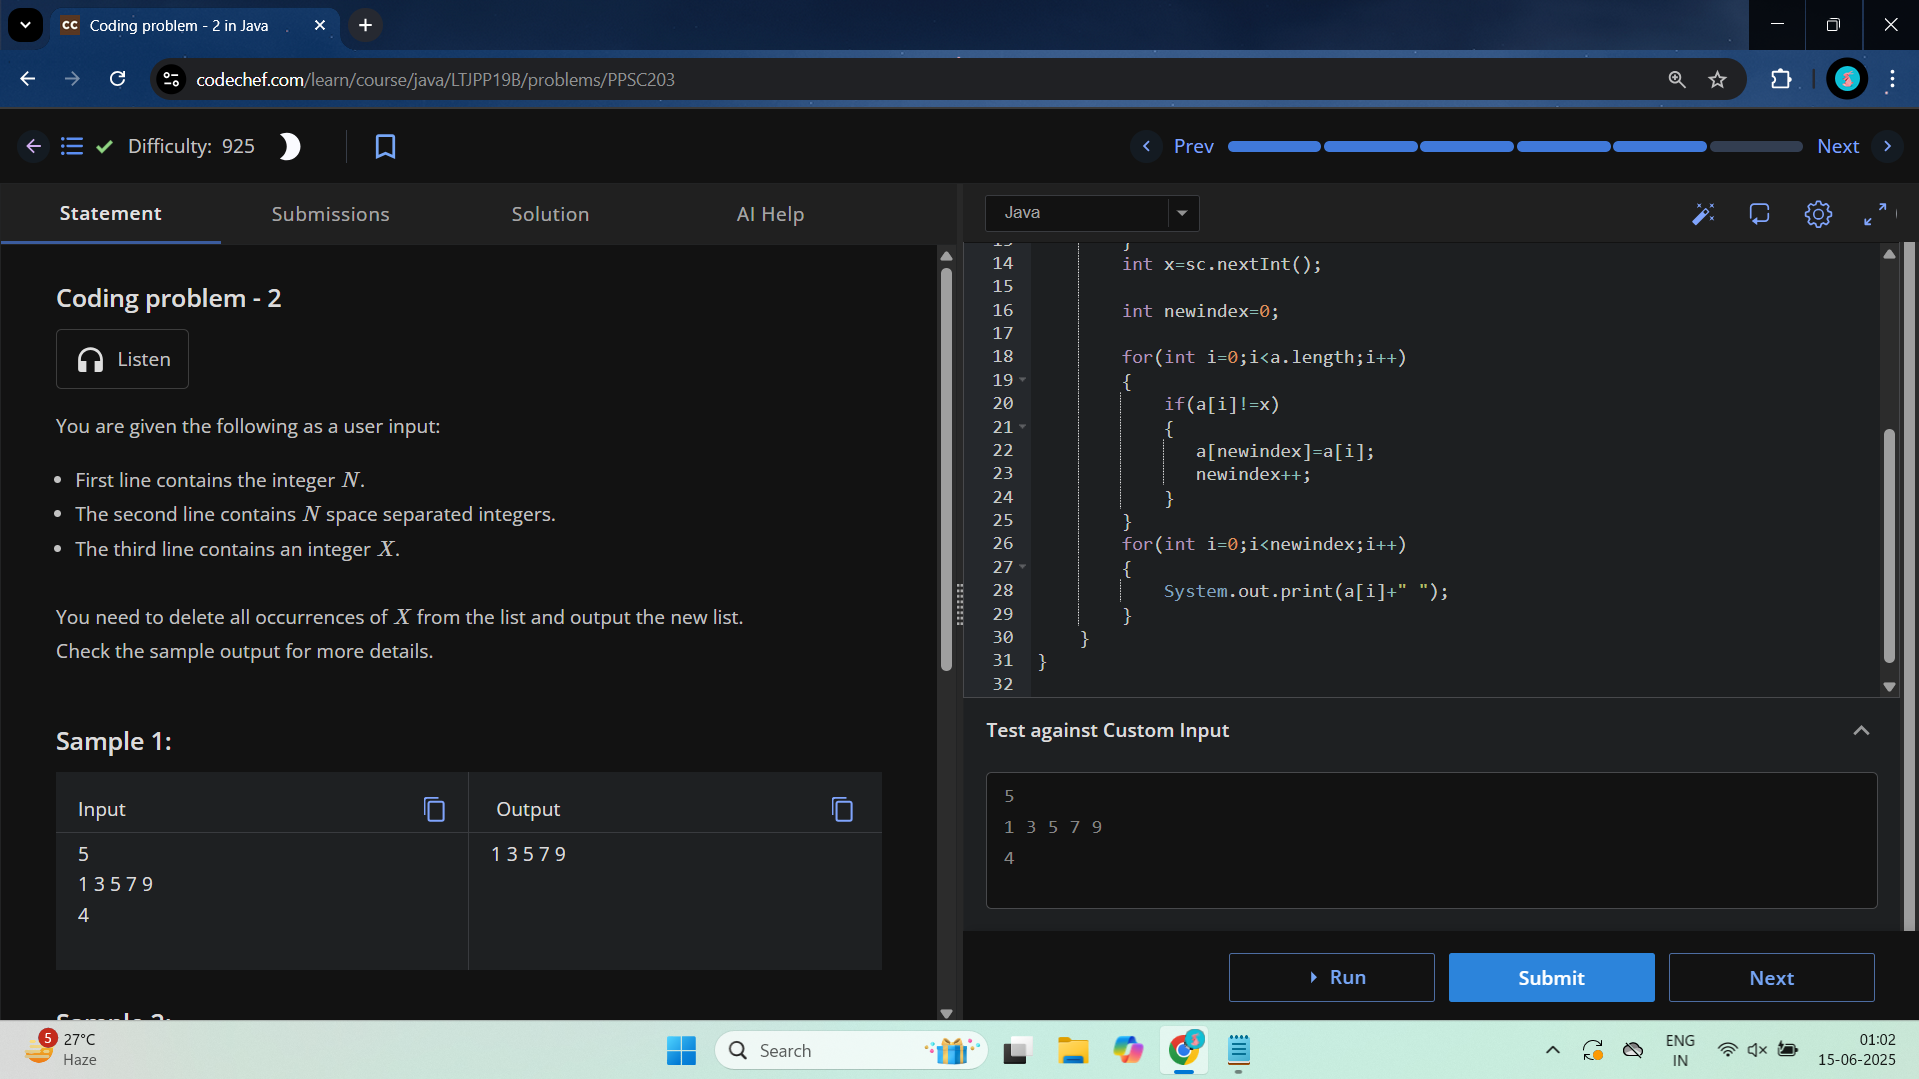 CC Coding problem - 2 in Java
codechef.com/learn/course/java/LTJPP19B/problems/PPSC203
Difficulty: 925
Prev
Next
Statement
Submissions
Solution
AI Help
Coding problem - 2
Listen
You are given the following as a user input:
• First line contains the integer N.
• The second line contains N space separated integers.
• The third line contains an integer X.
You need to delete all occurrences of X from the list and output the new list.
Check the sample output for more details.
Sample 1:
Input
Output
5
1 3 5 7 9
4
1 3 5 7 9
Java
14 int x=sc.nextInt();
15
16 int newindex=0;
17
18 for(int i=0;i<a.length;i++)
19 {
20 if(a[i]!=x)
21 {
22 a[newindex]=a[i];
23 newindex++;
24 }
25 }
26 for(int i=0;i<newindex;i++)
27 {
28 System.out.print(a[i]+" ");
29 }
30 }
31 }
32
Test against Custom Input
5
1 3 5 7 9
4
Run
Submit
Next
5
27°C
Haze
Search
ENG
IN
01:02
15-06-2025